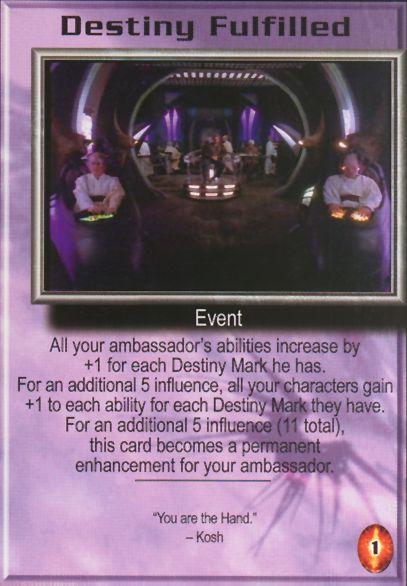 Destiny Fulfilled
Event
All your ambassador's abilities increase by
+1 for each Destiny Mark he has.
For an additional 5 influence, all your characters gain
+1 to each ability for each Destiny Mark they have.
For an additional 5 influence (11 total),
this card becomes a permanent
enhancement for your ambassador.
"You are the Hand."
– Kosh
1